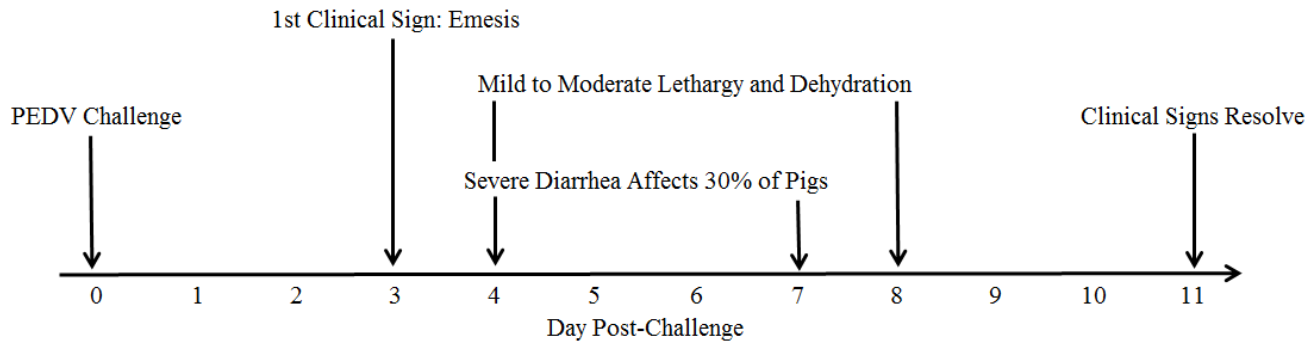 1st Clinical Sign: Emesis
Mild to Moderate Lethargy and Dehydration
PEDV Challenge
Clinical Signs Resolve
Severe Diarrhea Affects 30% of Pigs
0 1 2 3 4 5 6 7 8 9 10 11
Day Post-Challenge